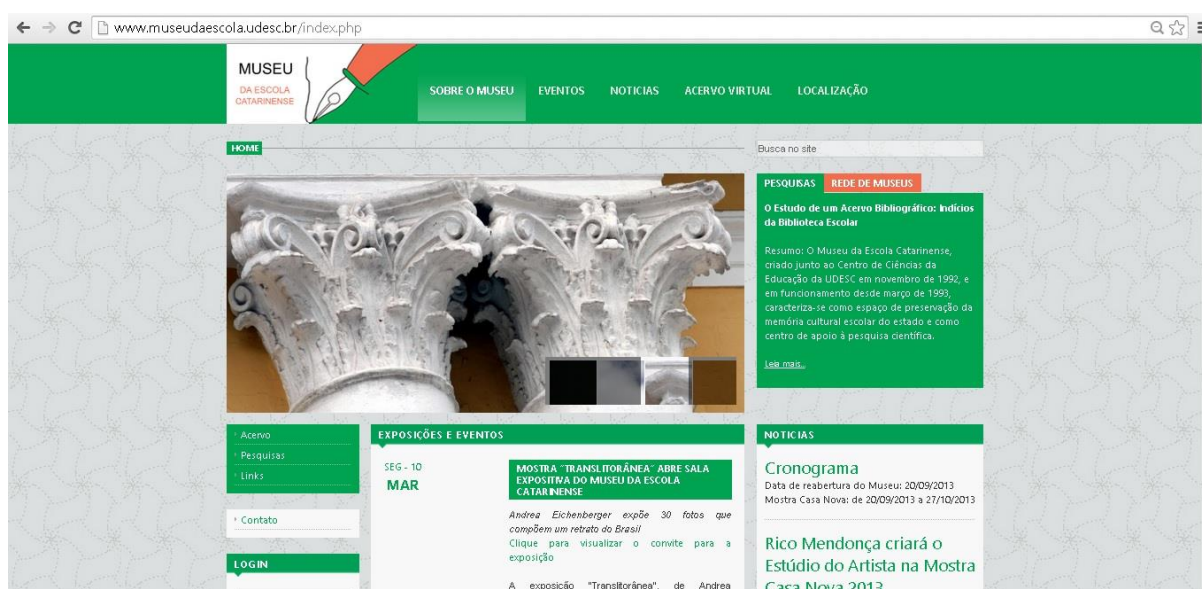 www.museudaescola.udesc.br/index.php
MUSEU
DA ESCOLA
CATARINENSE
SOBRE O MUSEU
EVENTOS
NOTICIAS
ACERVO VIRTUAL
LOCALIZAÇÃO
HOME
Busca no site
PESQUISAS
REDE DE MUSEUS
O Estudo de um Acervo Bibliográfico: Indícios
da Biblioteca Escolar
Resumo: O Museu da Escola Catarinense,
criado junto ao Centro de Ciências da
Educação da UDESC em novembro de 1992, e
em funcionamento desde março de 1993,
caracteriza-se como espaço de preservação da
memória cultural escolar do estado e como
centro de apoio à pesquisa científica.
Leia mais...
Acervo
Pesquisas
Links
Contato
LOGIN
EXPOSIÇÕES E EVENTOS
SEG - 10
MAR
MOSTRA ˝TRANSLITORÂNEA˝ ABRE SALA
EXPOSITIVA DO MUSEU DA ESCOLA
CATARINENSE
Andrea Eichenberger expõe 30 fotos que
compõem um retrato do Brasil
Clique para visualizar o convite para a
exposição
A exposição "Translitorânea", de Andrea
NOTICIAS
Cronograma
Data de reabertura do Museu: 20/09/2013
Mostra Casa Nova: de 20/09/2013 a 27/10/2013
Rico Mendonça criará o
Estúdio do Artista na Mostra
Casa Nova 2013